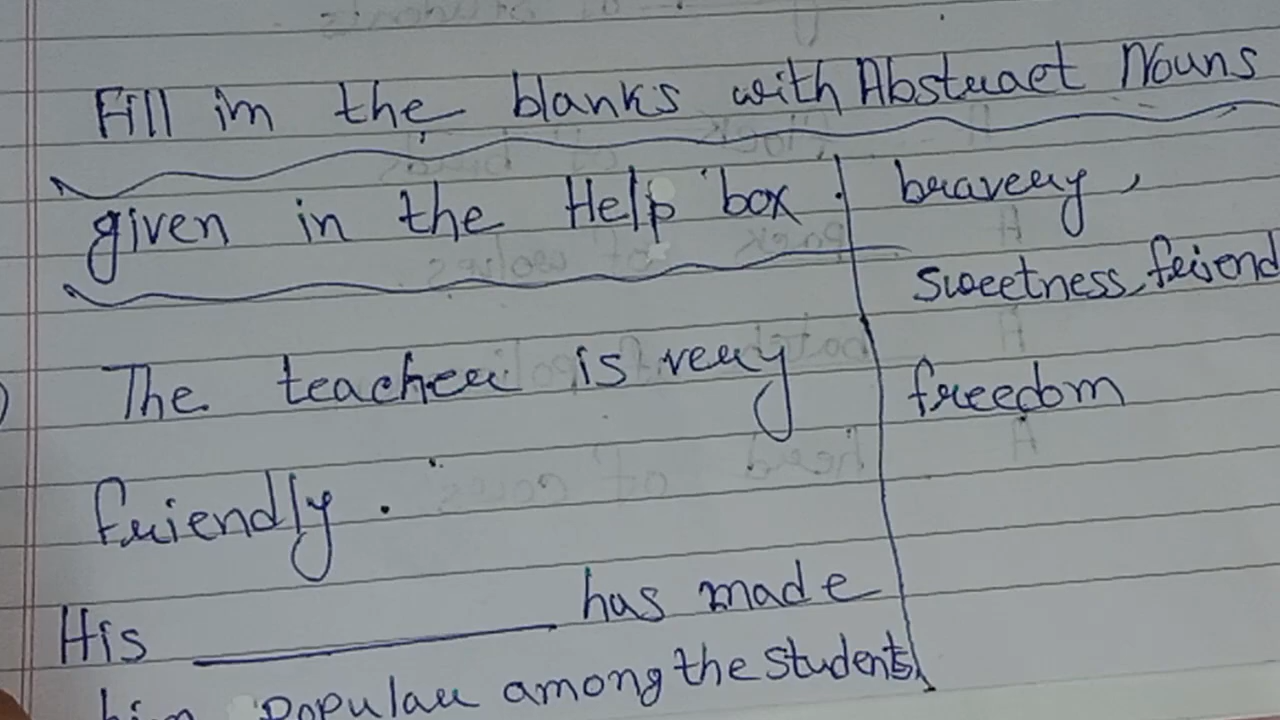 Fill in the blanks with Abstract Nouns
given in the Help box.
bravery,
sweetness, friend
freedom
The teacher is very
friendly.
His ________ has made
him popular among the students